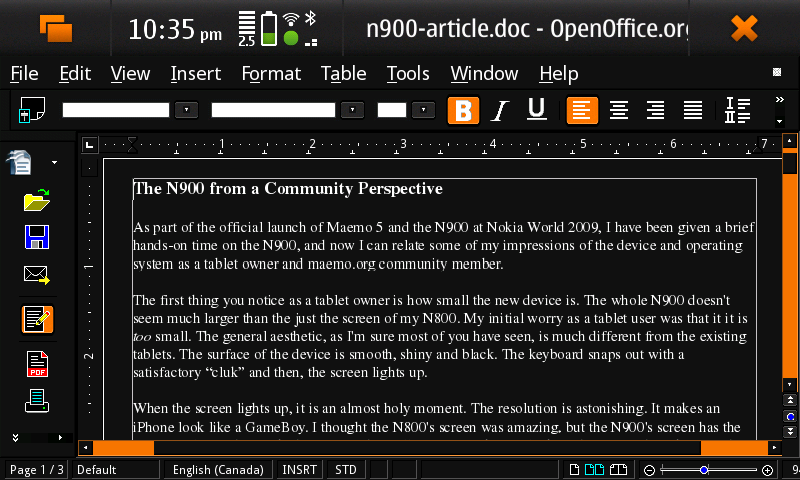 10:35 pm
2.5
n900-article.doc - OpenOffice.org
File Edit View Insert Format Table Tools Window Help
B I U
1 2 3 4 5 6 7
The N900 from a Community Perspective
As part of the official launch of Maemo 5 and the N900 at Nokia World 2009, I have been given a brief
hands-on time on the N900, and now I can relate some of my impressions of the device and operating
1
system as a tablet owner and maemo.org community member.
The first thing you notice as a tablet owner is how small the new device is. The whole N900 doesn't
seem much larger than the just the screen of my N800. My initial worry as a tablet user was that it it is
too small. The general aesthetic, as I'm sure most of you have seen, is much different from the existing
2
tablets. The surface of the device is smooth, shiny and black. The keyboard snaps out with a
PDF
satisfactory “cluk” and then, the screen lights up.
When the screen lights up, it is an almost holy moment. The resolution is astonishing. It makes an
iPhone look like a GameBoy. I thought the N800's screen was amazing, but the N900's screen has the
Page 1 / 3 Default English (Canada) INSRT STD